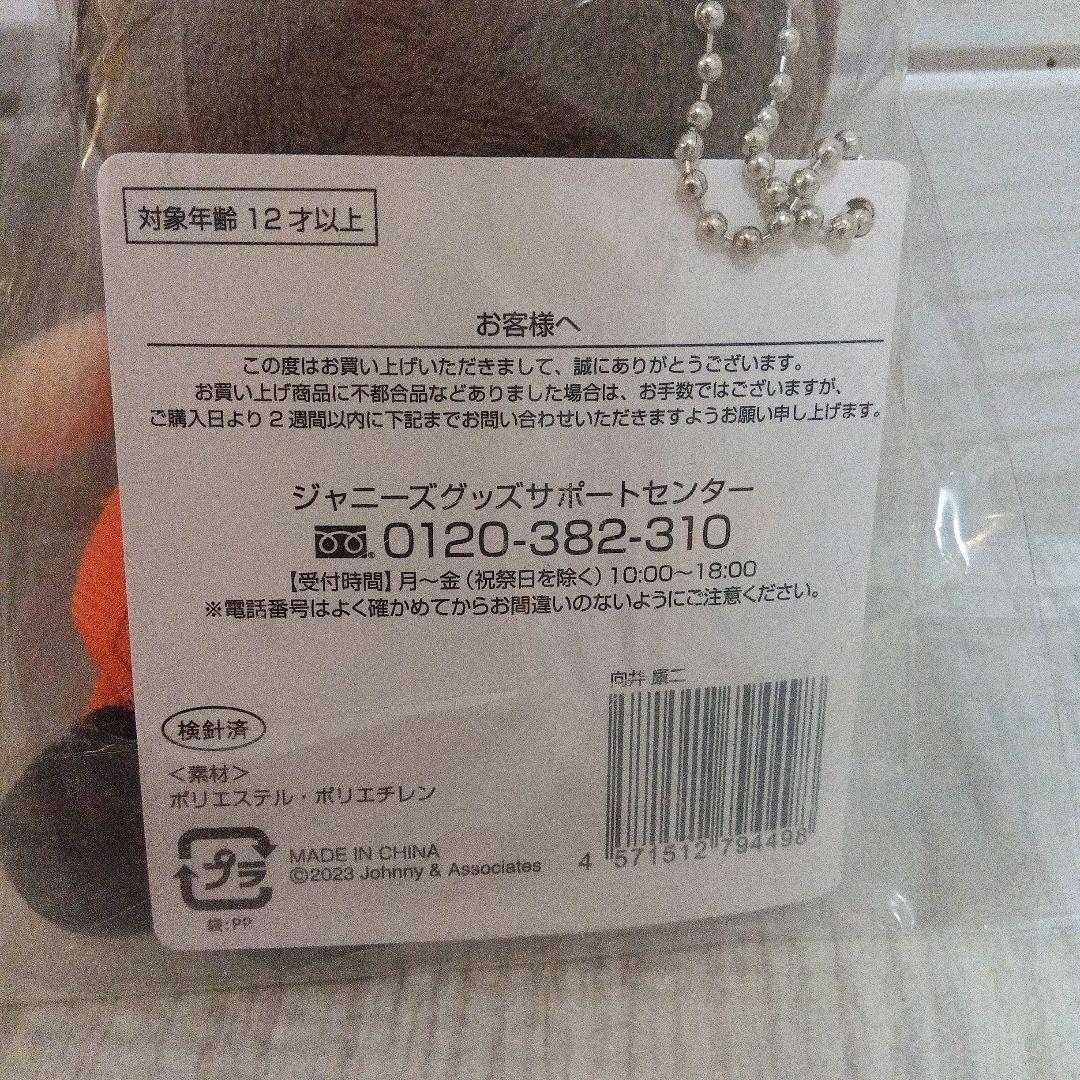 対象年齢 12 才以上
お客様へ
この度はお買い上げいただきまして、誠にありがとうございます。
お買い上げ商品に不都合品などありました場合は、お手数ではございますが、
ご購入日より 2 週間以内に下記までお問い合わせいただきますようお願い申し上げます。
ジャニーズグッズサポートセンター
0120-382-310
【受付時間】月～金（祝祭日を除く）10:00～18:00
※電話番号はよく確かめてからお間違いのないようにご注意ください。
向井 康二
4 571512 794498
検針済
＜素材＞
ポリエステル・ポリエチレン
プラ
袋:PP
MADE IN CHINA
©2023 Johnny & Associates